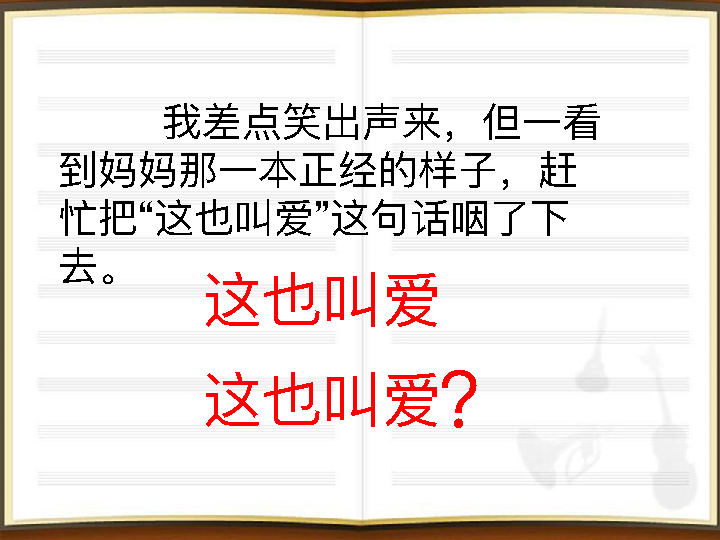 我差点笑出声来，但一看
到妈妈那一本正经的样子，赶
忙把“这也叫爱”这句话咽了下
去。
这也叫爱
这也叫爱？